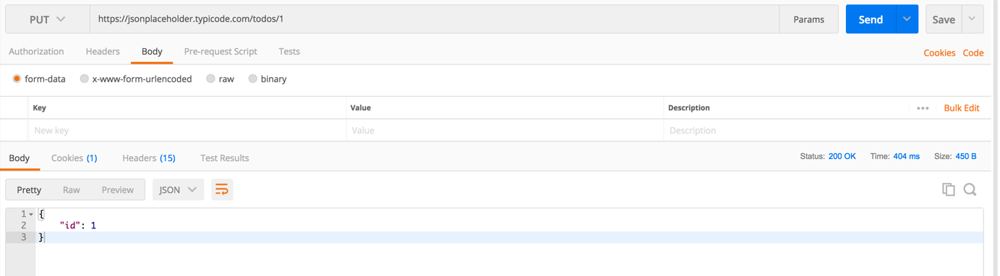 PUT https://jsonplaceholder.typicode.com/todos/1 Params Send Save
Authorization Headers Body Pre-request Script Tests Cookies Code
form-data x-www-form-urlencoded raw binary
Key Value Description ••• Bulk Edit
New key Value Description
Body Cookies (1) Headers (15) Test Results Status: 200 OK Time: 404 ms Size: 450 B
Pretty Raw Preview JSON
1 {
2 "id": 1
3 }